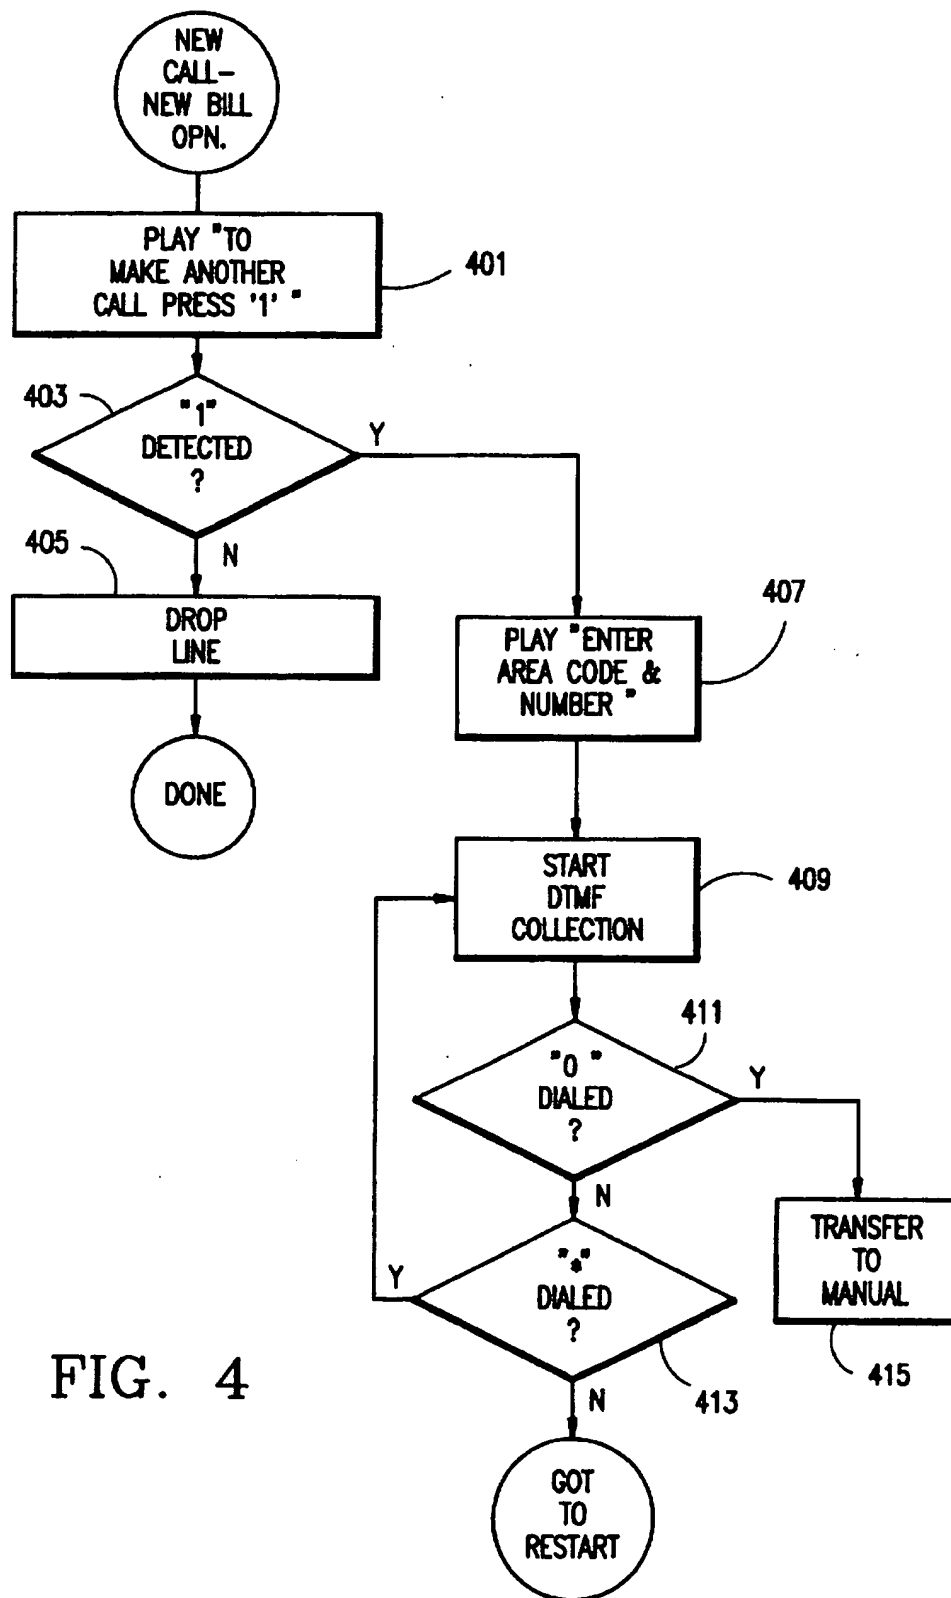 NEW
CALL-
NEW BILL
OPN.
PLAY "TO
MAKE ANOTHER
CALL PRESS '1' "
401
403
"1"
DETECTED
?
Y
N
405
DROP
LINE
DONE
407
PLAY "ENTER
AREA CODE &
NUMBER "
START
DTMF
COLLECTION
409
411
"0 "
DIALED
?
Y
N
"*"
DIALED
?
Y
N
413
TRANSFER
TO
MANUAL
415
GOT
TO
RESTART
FIG. 4